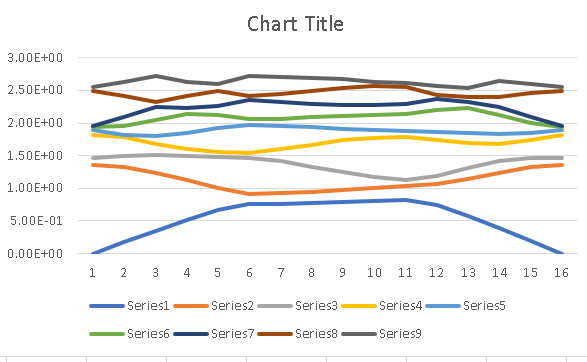 Chart Title
3.00E+00
2.50E+00
2.00E+00
1.50E+00
1.00E+00
5.00E-01
0.00E+00
1 2 3 4 5 6 7 8 9 10 11 12 13 14 15 16
Series1 Series2 Series3 Series4 Series5
Series6 Series7 Series8 Series9